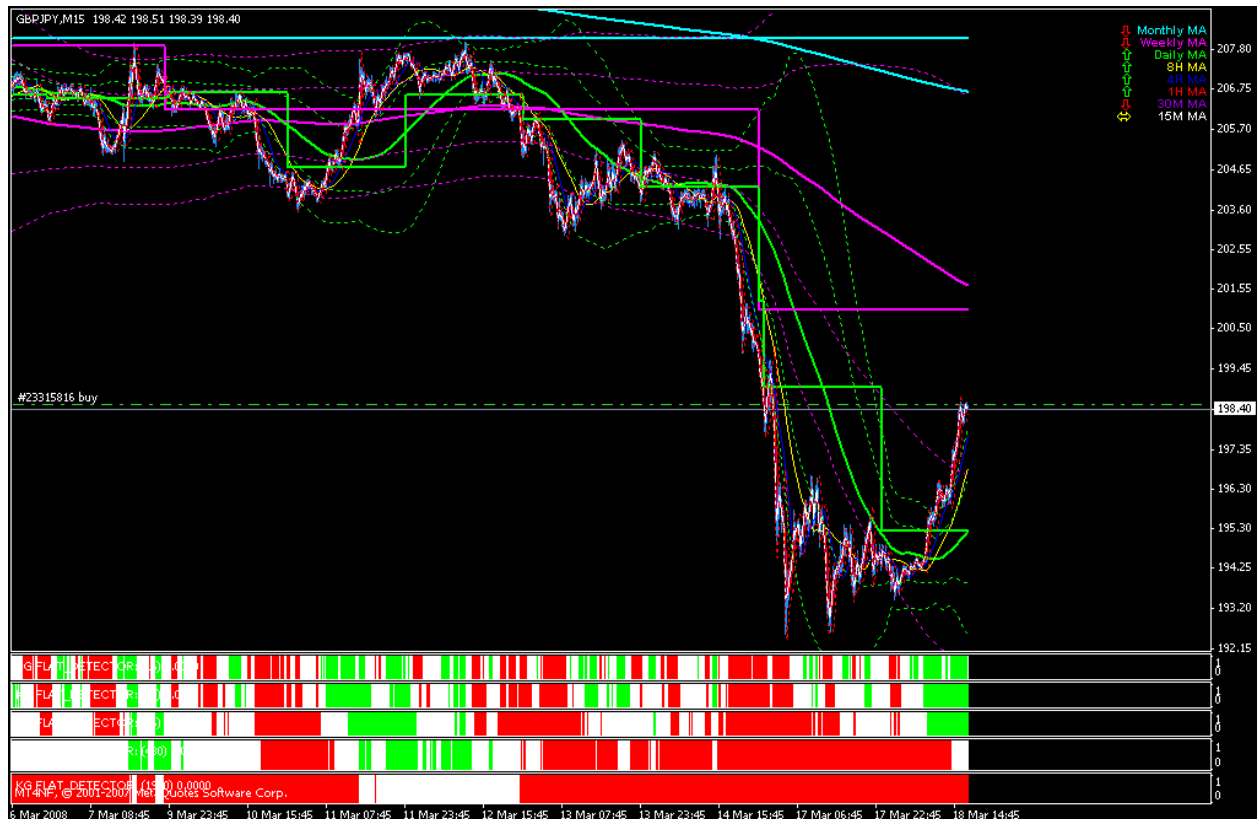 GBPJPY,M15 198.42 198.51 198.39 198.40
Monthly MA
Weekly MA
Daily MA
8H MA
4H MA
1H MA
30M MA
15M MA
207.80
206.75
205.70
204.65
203.60
202.55
201.55
200.50
199.45
198.40
197.35
196.30
195.30
194.25
193.20
192.15
#23315816 buy
1
0
1
0
1
0
1
0
KG FLAT_DETECTOR: (1920) 0,0000
1
0
MT4NF, © 2001-2007 MetaQuotes Software Corp.
6 Mar 2008 7 Mar 08:45 9 Mar 23:45 10 Mar 15:45 11 Mar 07:45 11 Mar 23:45 12 Mar 15:45 13 Mar 07:45 13 Mar 23:45 14 Mar 15:45 17 Mar 06:45 17 Mar 22:45 18 Mar 14:45